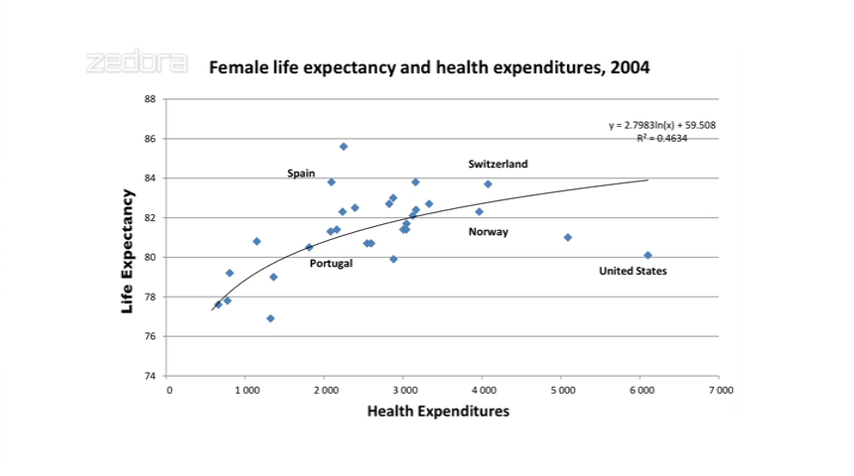 zedora
Female life expectancy and health expenditures, 2004
88
y = 2.7983ln(x) + 59.508
86
R² = 0.4634
Switzerland
Spain
84
82
Norway
80
Portugal
United States
78
76
74
Life Expectancy
0 1 000 2 000 3 000 4 000 5 000 6 000 7 000
Health Expenditures